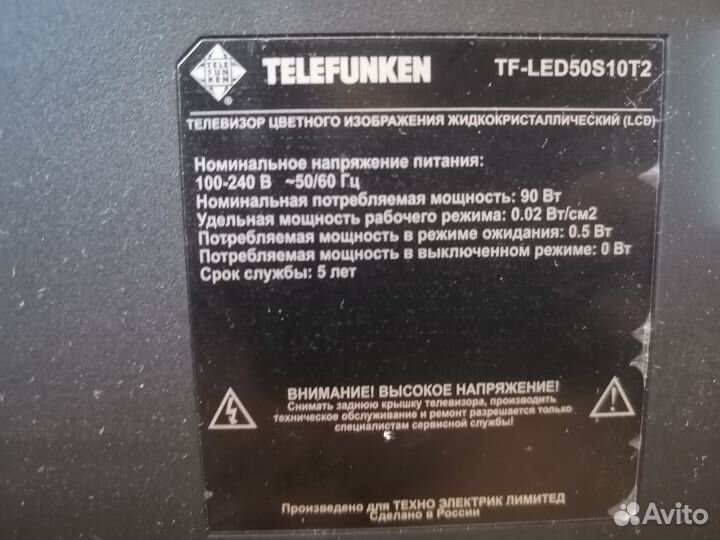 TELE
FUN
KEN
®
TELEFUNKEN TF-LED50S10T2
ТЕЛЕВИЗОР ЦВЕТНОГО ИЗОБРАЖЕНИЯ ЖИДКОКРИСТАЛЛИЧЕСКИЙ (LCD)
Номинальное напряжение питания:
100-240 В ~50/60 Гц
Номинальная потребляемая мощность: 90 Вт
Удельная мощность рабочего режима: 0.02 Вт/см2
Потребляемая мощность в режиме ожидания: 0.5 Вт
Потребляемая мощность в выключенном режиме: 0 Вт
Срок службы: 5 лет
ВНИМАНИЕ! ВЫСОКОЕ НАПРЯЖЕНИЕ!
Снимать заднюю крышку телевизора, производить
техническое обслуживание и ремонт разрешается только
специалистам сервисной службы!
Произведено для ТЕХНО ЭЛЕКТРИК ЛИМИТЕД
Сделано в России
Avito